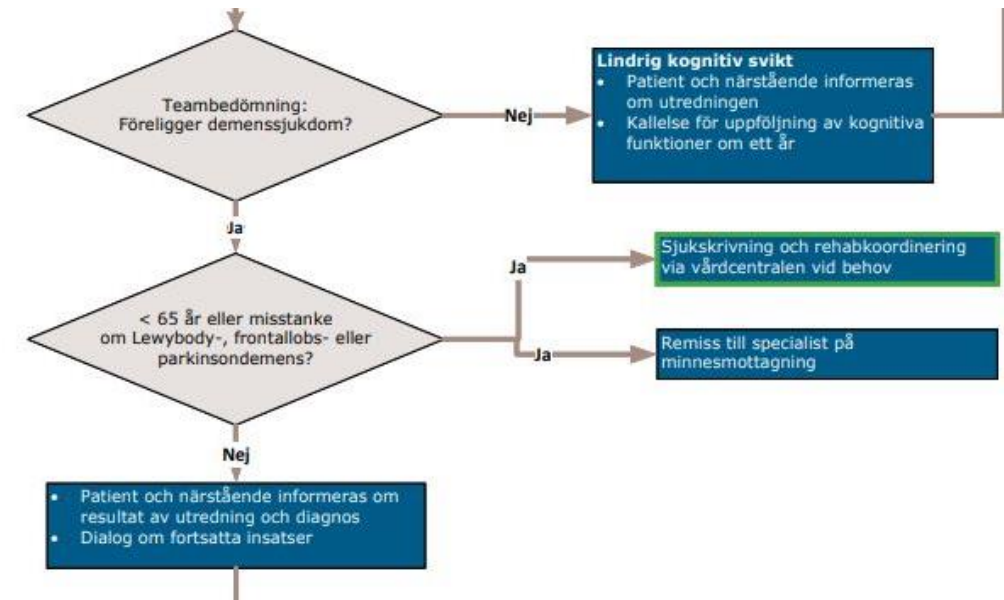 Teambedömning:
Föreligger demenssjukdom?
Nej
Lindrig kognitiv svikt
• Patient och närstående informeras
om utredningen
• Kallelse för uppföljning av kognitiva
funktioner om ett år
Ja
< 65 år eller misstanke
om Lewybody-, frontallobs- eller
parkinsondemens?
Ja
Sjukskrivning och rehabkoordinering
via vårdcentralen vid behov
Ja
Remiss till specialist på
minnesmottagning
Nej
• Patient och närstående informeras om
resultat av utredning och diagnos
• Dialog om fortsatta insatser